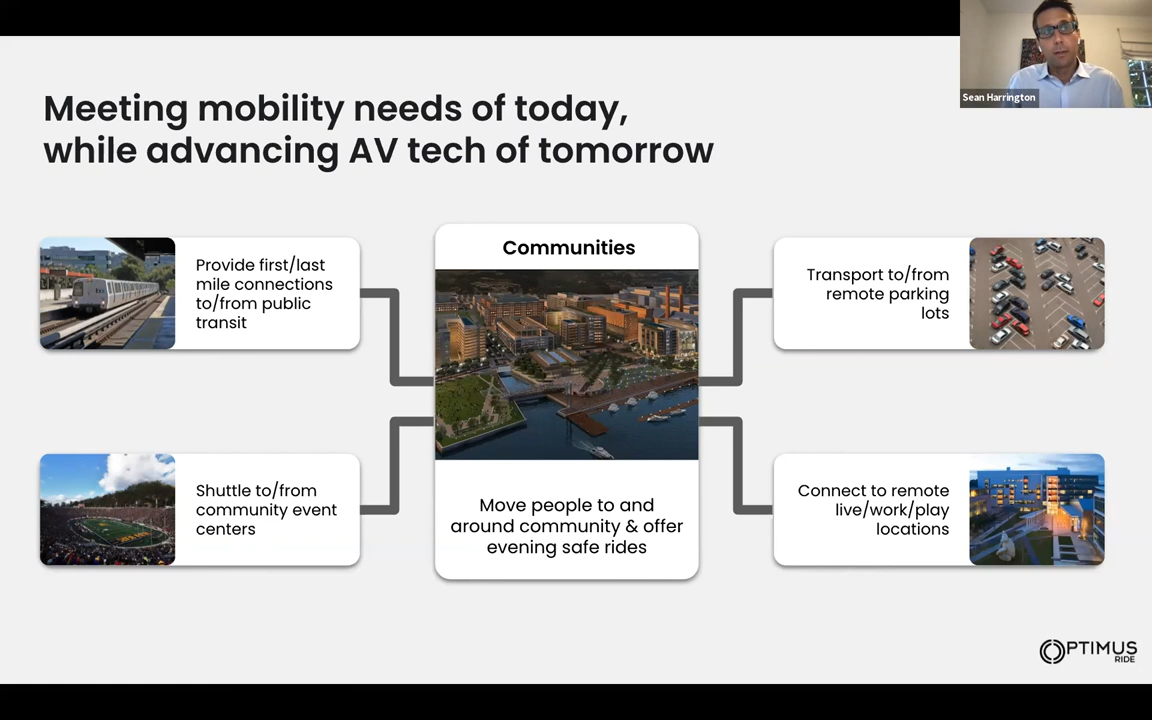 Sean Harrington
Meeting mobility needs of today,
while advancing AV tech of tomorrow
Provide first/last
mile connections
to/from public
transit
Communities
Transport to/from
remote parking
lots
Shuttle to/from
community event
centers
Move people to and
around community & offer
evening safe rides
Connect to remote
live/work/play
locations
OPTIMUS
RIDE